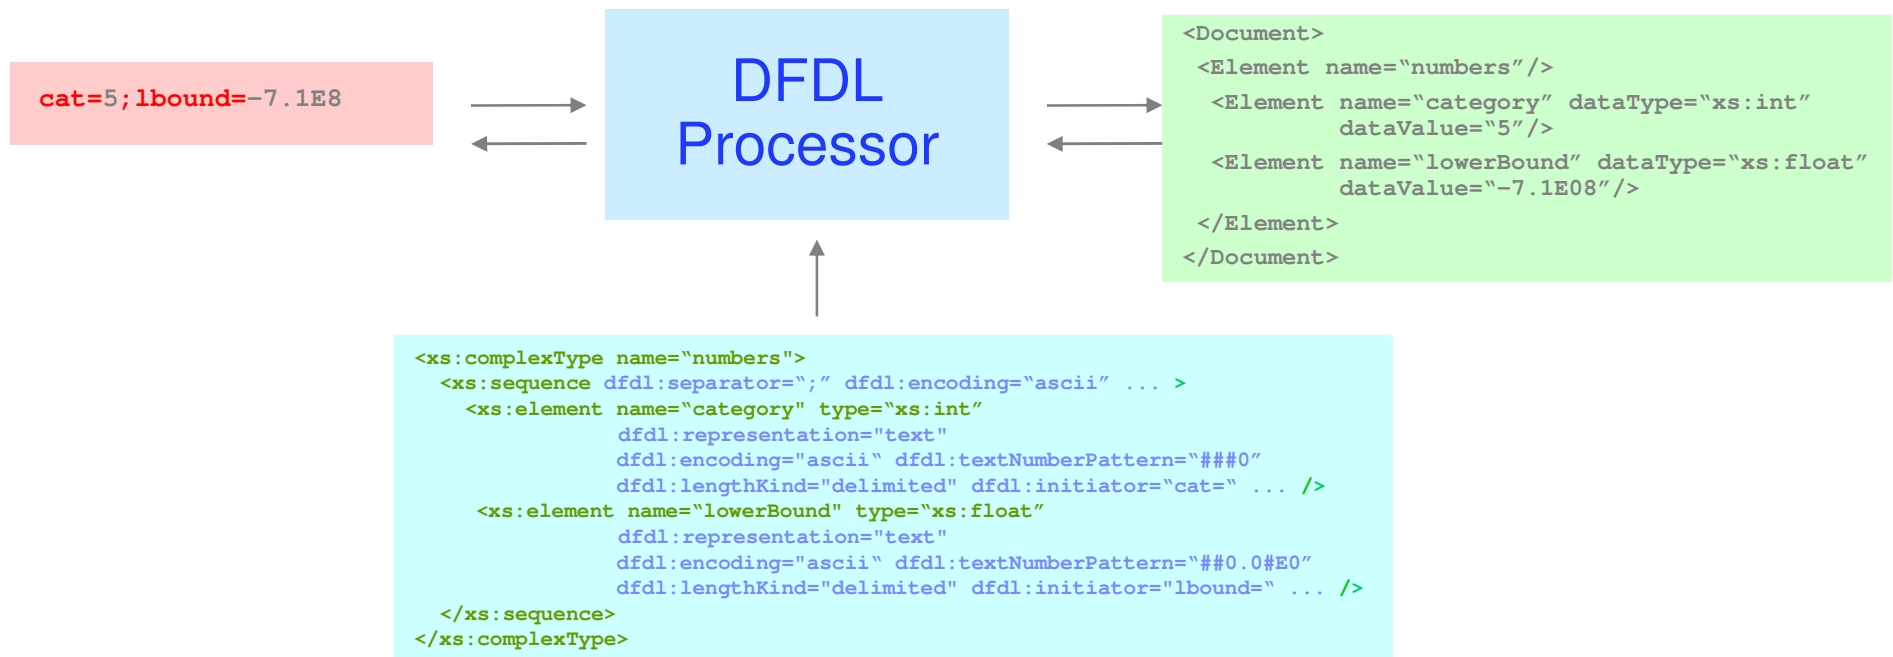 cat=5;lbound=-7.1E8
DFDL
Processor
<Document>
<Element name=“numbers”/>
<Element name=“category” dataType=“xs:int”
dataValue=“5”/>
<Element name=“lowerBound” dataType=“xs:float”
dataValue=“-7.1E08”/>
</Element>
</Document>
<xs:complexType name=“numbers">
<xs:sequence dfdl:separator=“;” dfdl:encoding=“ascii” ... >
<xs:element name=“category" type=“xs:int”
dfdl:representation="text"
dfdl:encoding="ascii“ dfdl:textNumberPattern=“###0”
dfdl:lengthKind="delimited" dfdl:initiator=“cat=“ ... />
<xs:element name=“lowerBound" type=“xs:float”
dfdl:representation="text"
dfdl:encoding="ascii“ dfdl:textNumberPattern=“##0.0#E0”
dfdl:lengthKind="delimited" dfdl:initiator="lbound=“ ... />
</xs:sequence>
</xs:complexType>